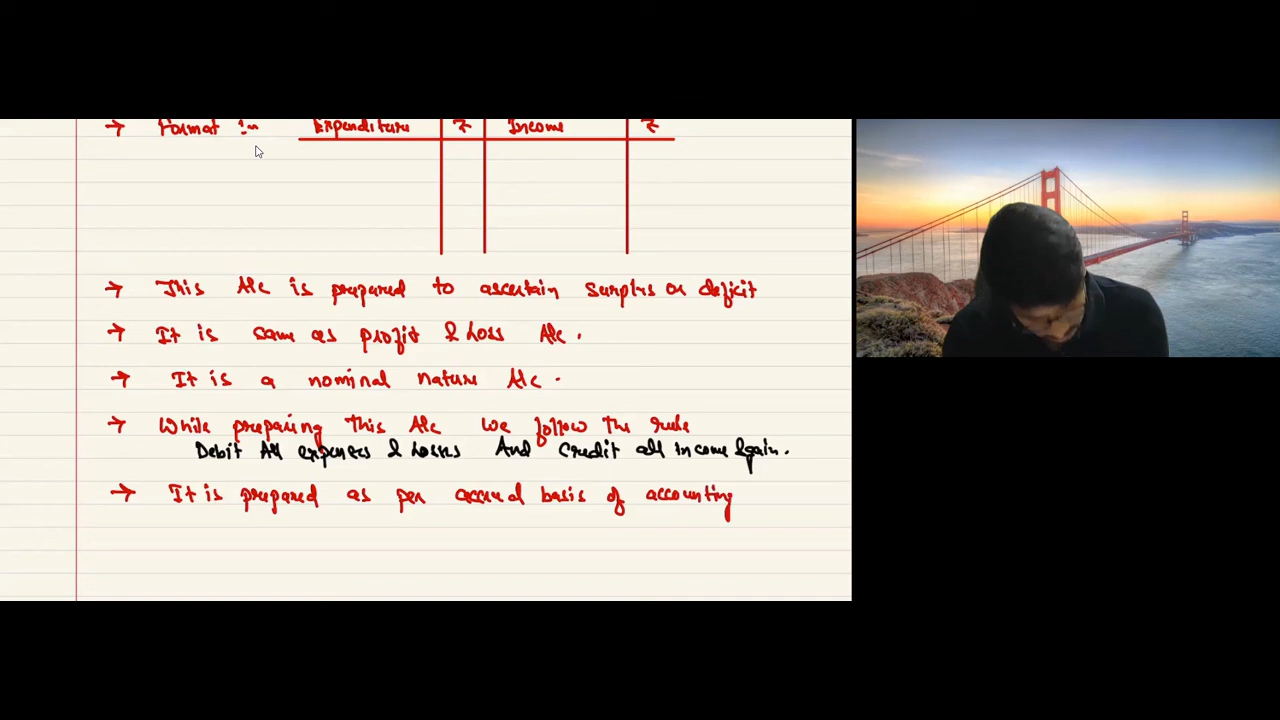 → Format :- Expenditure ₹ Income ₹
→ This A/c is prepared to ascertain surplus or deficit
→ It is same as profit & Loss A/c.
→ It is a nominal nature A/c.
→ While preparing this A/c we follow the rule
Debit All expenses & Losses And Credit all income & gain.
→ It is prepared as per accrual basis of accounting